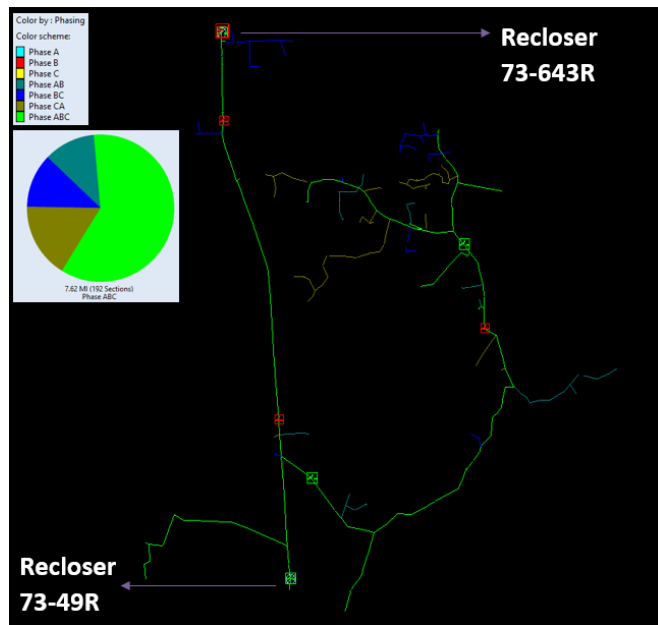 Color by : Phasing
Color scheme:
Phase A
Phase B
Phase C
Phase AB
Phase BC
Phase CA
Phase ABC
7.62 MI (192 Sections)
Phase ABC
Recloser
73-643R
Recloser
73-49R